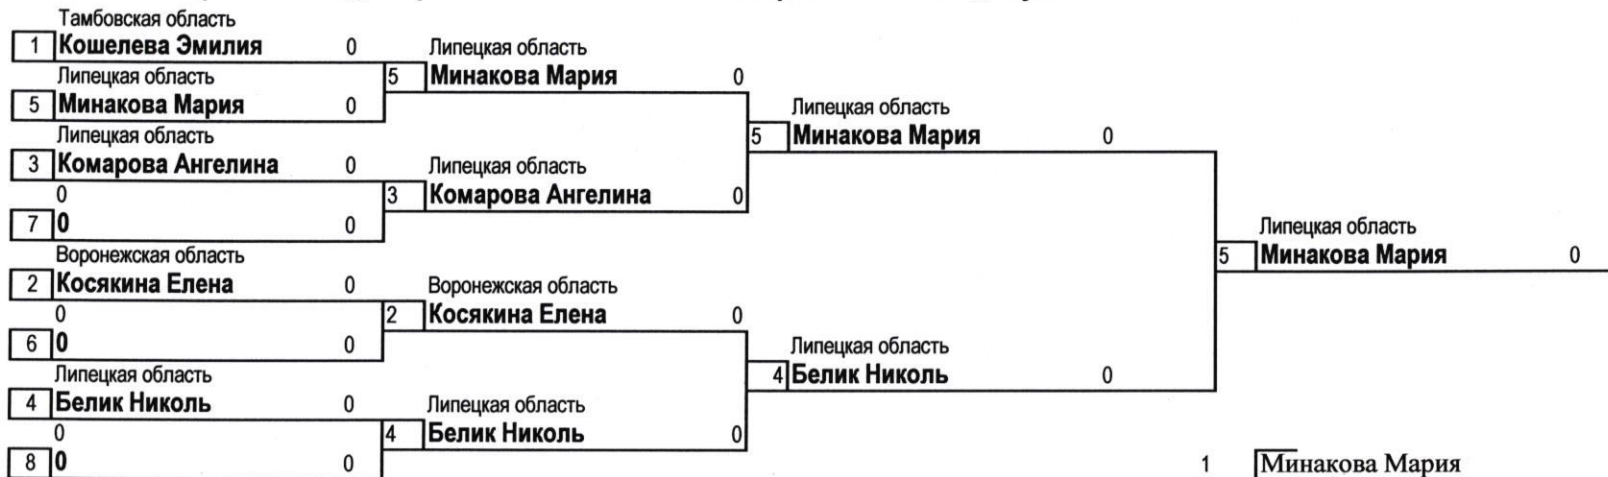 Тамбовская область
1 Кошелева Эмилия 0
Липецкая область
5 Минакова Мария 0
Липецкая область
3 Комарова Ангелина 0
0
7 0 0
Воронежская область
2 Косякина Елена 0
0
6 0 0
Липецкая область
4 Белик Николь 0
0
8 0 0
Липецкая область
5 Минакова Мария 0
Липецкая область
3 Комарова Ангелина 0
Воронежская область
2 Косякина Елена 0
Липецкая область
4 Белик Николь 0
Липецкая область
5 Минакова Мария 0
Липецкая область
4 Белик Николь 0
Липецкая область
5 Минакова Мария 0
1 Минакова Мария